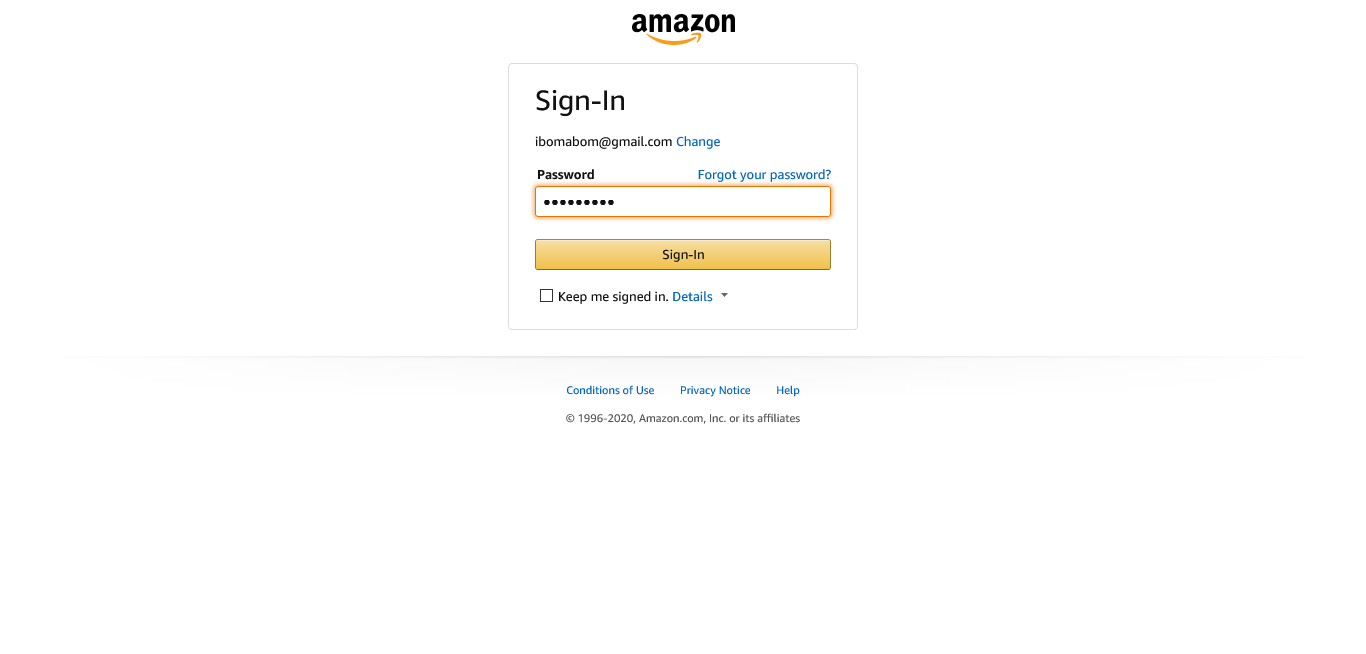 amazon
Sign-In
ibomabom@gmail.com Change
Password Forgot your password?
•••••••••
Sign-In
Keep me signed in. Details
Conditions of Use Privacy Notice Help
© 1996-2020, Amazon.com, Inc. or its affiliates